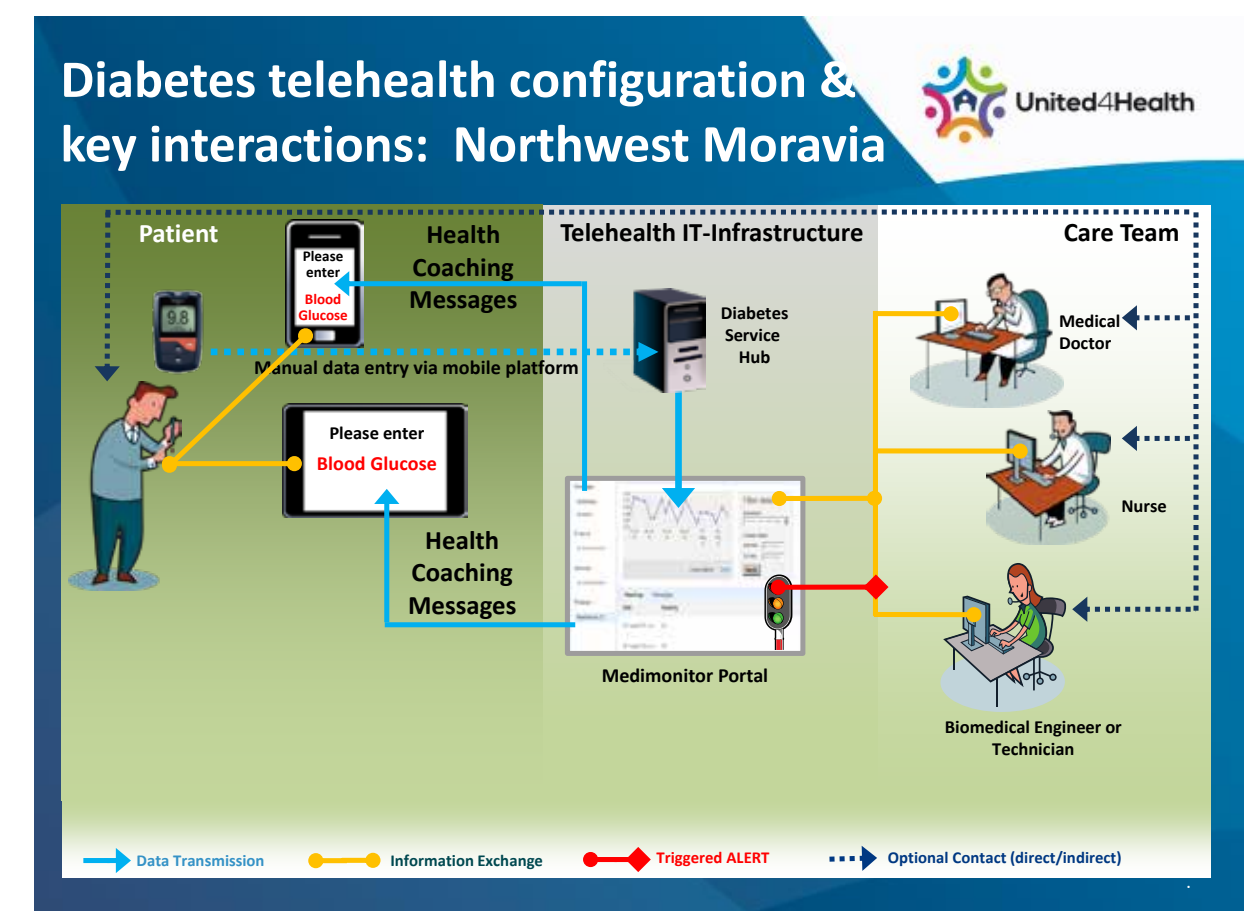 Diabetes telehealth configuration &
key interactions: Northwest Moravia
United4Health
Patient
Health
Coaching
Messages
Telehealth IT-Infrastructure
Care Team
Please
enter
Blood
Glucose
9.8
Diabetes
Service
Hub
Medical
Doctor
Manual data entry via mobile platform
Please enter
Blood Glucose
Nurse
Health
Coaching
Messages
Medimonitor Portal
Biomedical Engineer or
Technician
Data Transmission
Information Exchange
Triggered ALERT
Optional Contact (direct/indirect)